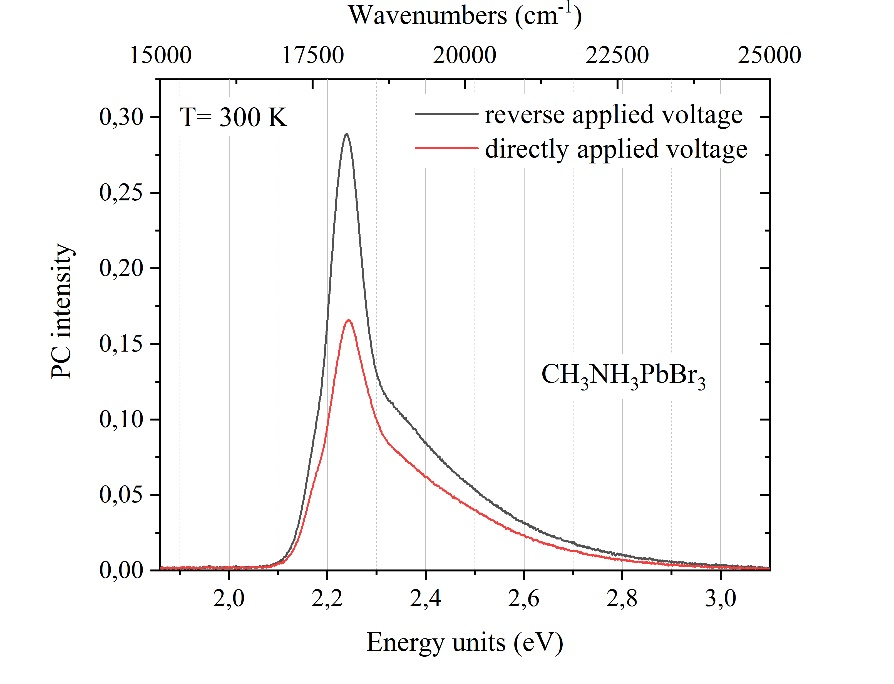 Wavenumbers (cm⁻¹)
15000 17500 20000 22500 25000
T= 300 K
reverse applied voltage
directly applied voltage
0,30
0,25
0,20
0,15
0,10
0,05
0,00
PC intensity
CH₃NH₃PbBr₃
2,0 2,2 2,4 2,6 2,8 3,0
Energy units (eV)